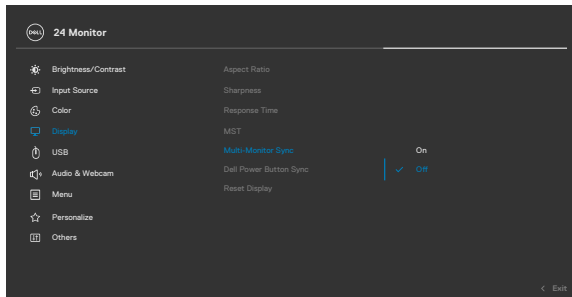 DELL 24 Monitor
Brightness/Contrast
Input Source
Color
Display
USB
Audio & Webcam
Menu
Personalize
Others
Aspect Ratio
Sharpness
Response Time
MST
Multi-Monitor Sync
Dell Power Button Sync
Reset Display
On
Off
Exit